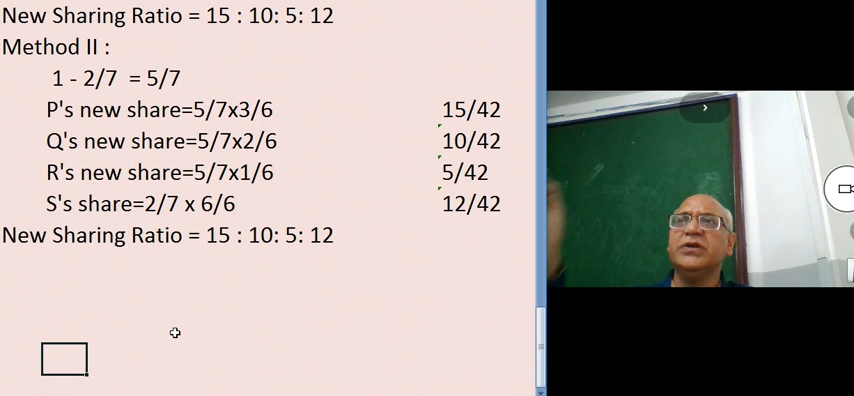 New Sharing Ratio = 15 : 10: 5: 12
Method II :
1 - 2/7 = 5/7
P's new share=5/7x3/6 15/42
Q's new share=5/7x2/6 10/42
R's new share=5/7x1/6 5/42
S's share=2/7 x 6/6 12/42
New Sharing Ratio = 15 : 10: 5: 12